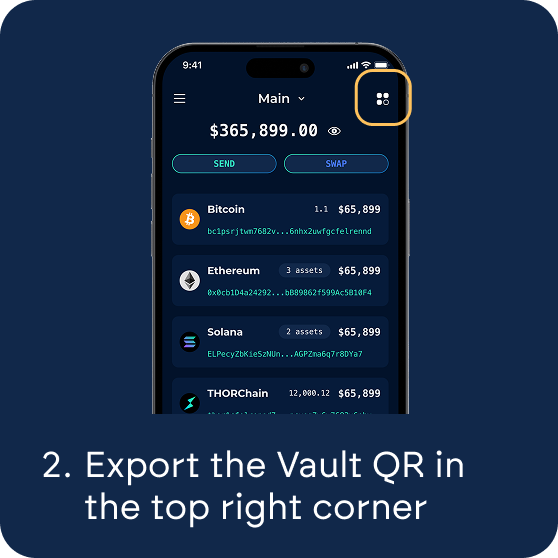 9:41
Main
$365,899.00
SEND SWAP
Bitcoin 1.1 $65,899
bc1psrjtwm7682v...6nhx2uwfgcfelrennd
Ethereum 3 assets $65,899
0x0cb1D4a24292...bB89862f599Ac5B10F4
Solana 2 assets $65,899
ELPecyZbKieSzNUn...AGPZma6q7r8DYa7
THORChain 12,000.12 $65,899
2. Export the Vault QR in
the top right corner